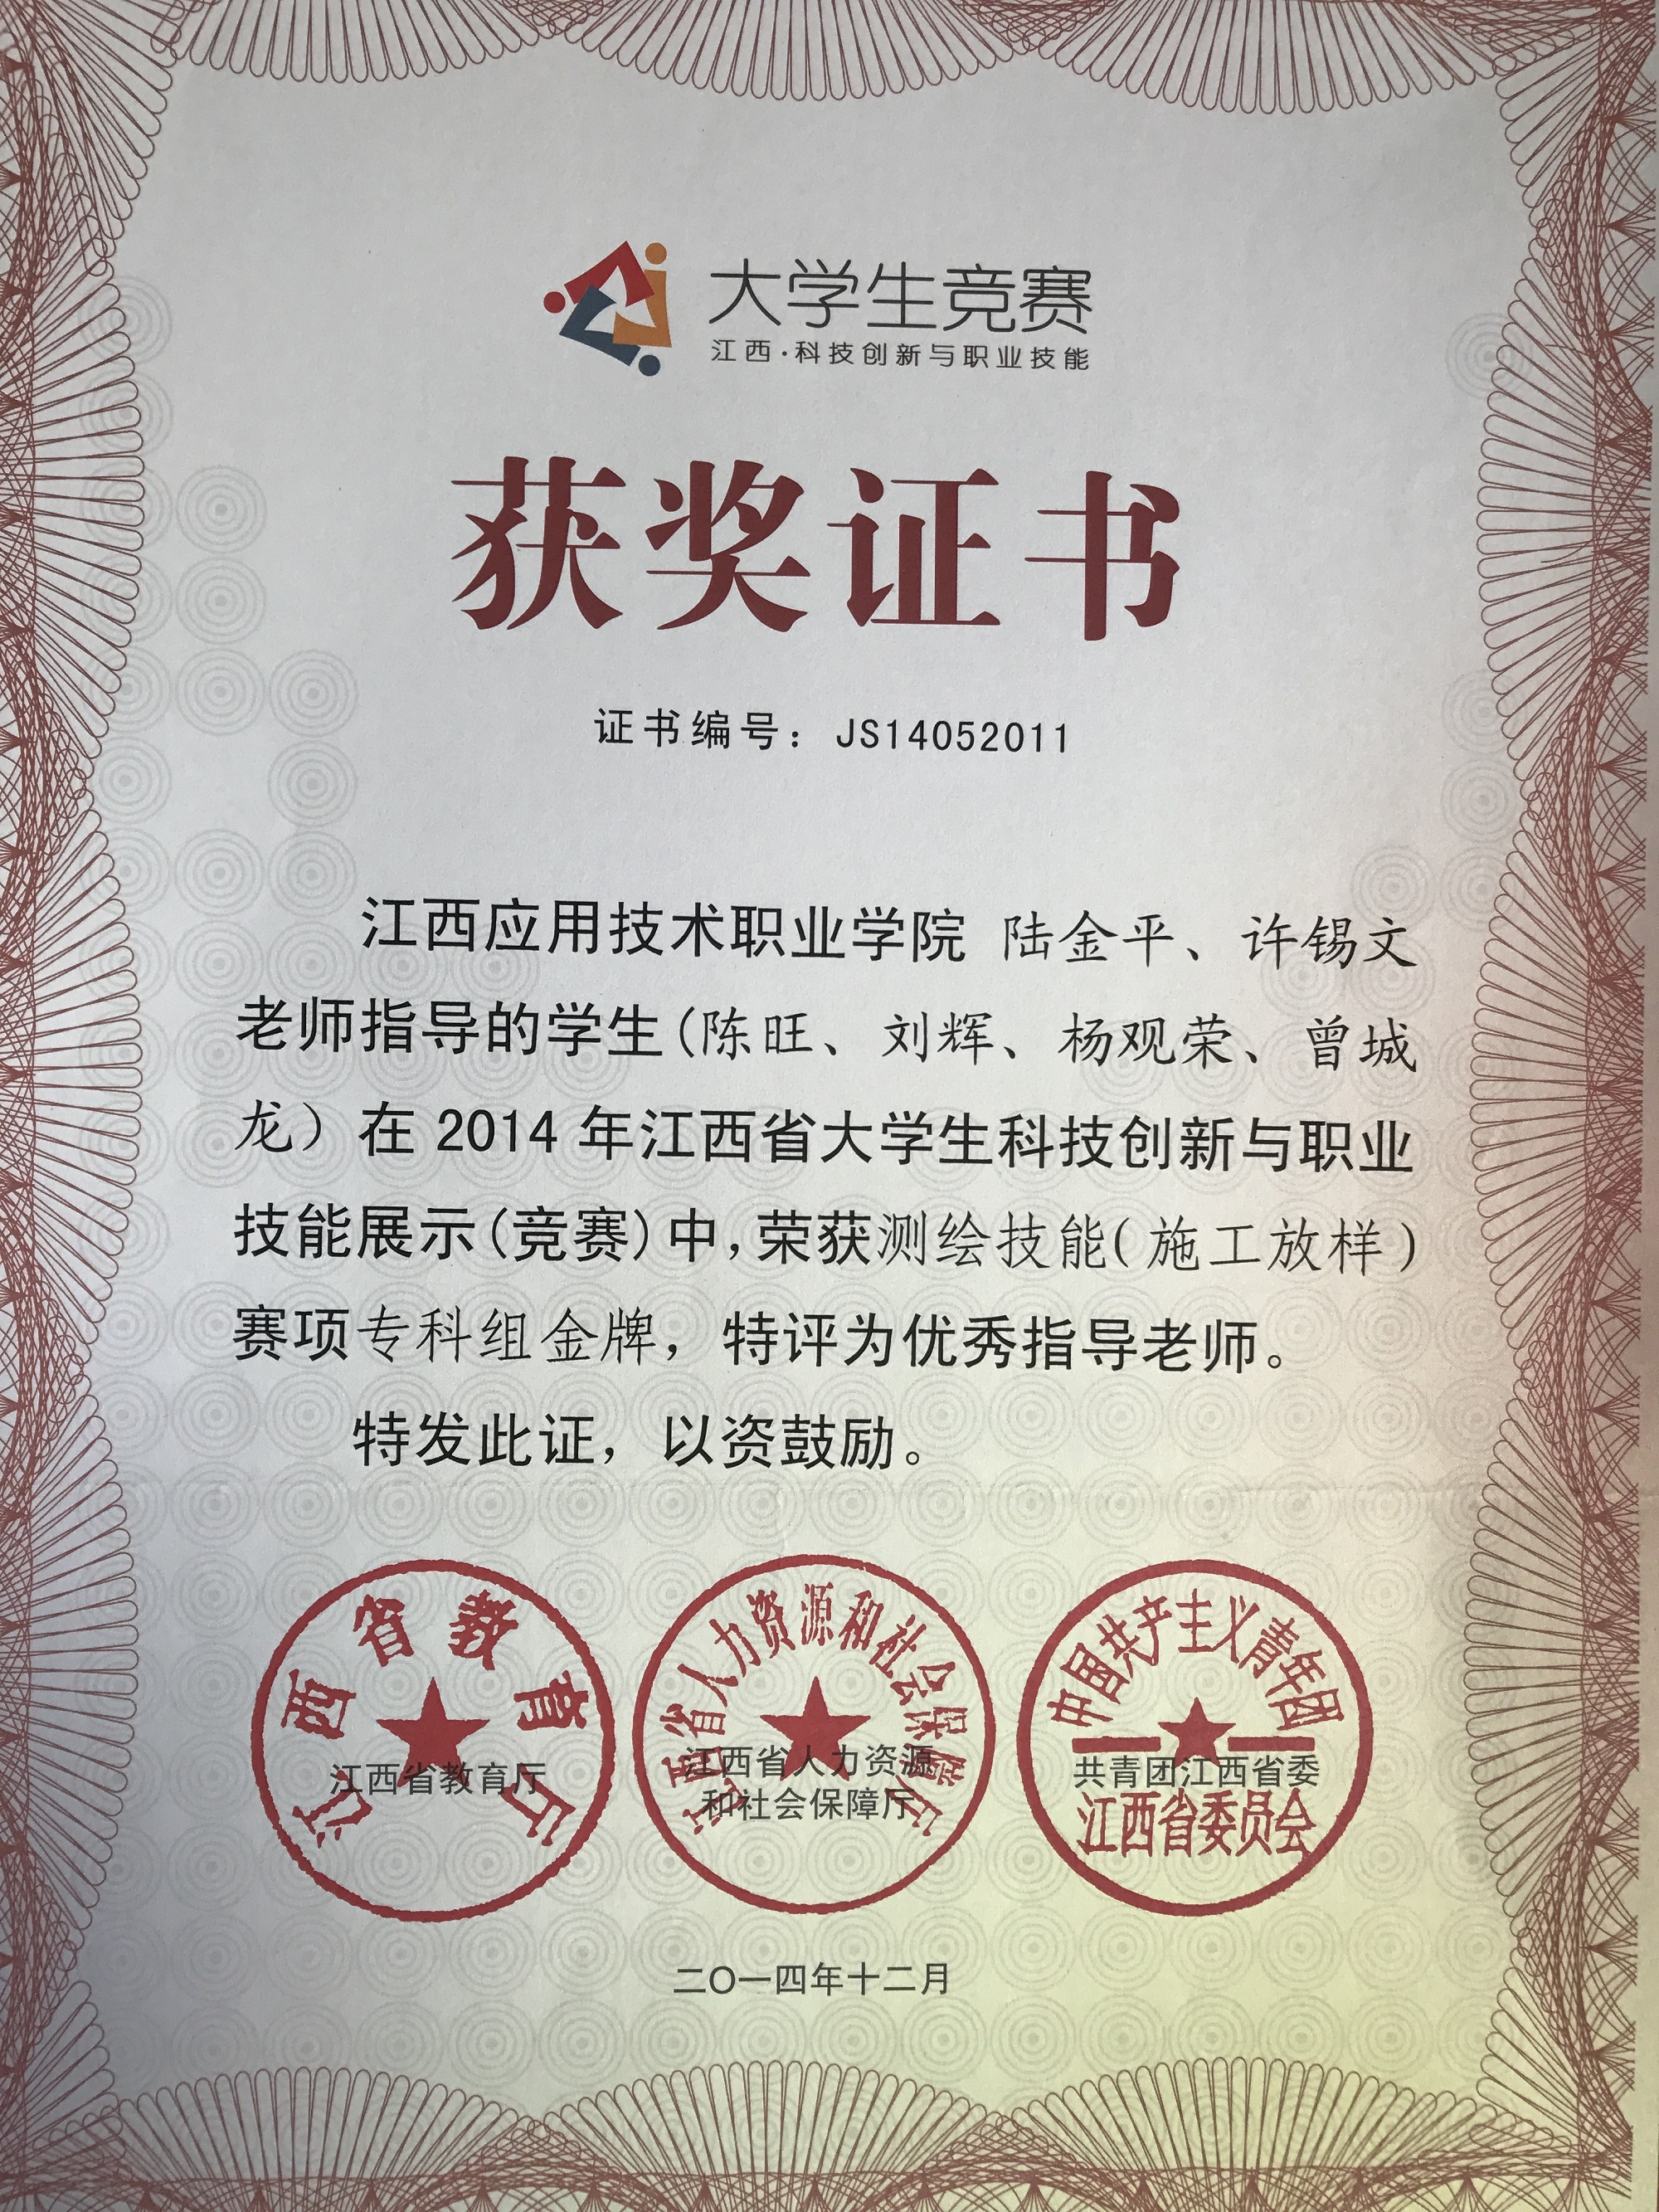 大学生竞赛
江西·科技创新与职业技能
获奖证书
证书编号：JS14052011
江西应用技术职业学院 陆金平、许锡文
老师指导的学生(陈旺、刘辉、杨观荣、曾城
龙）在 2014 年江西省大学生科技创新与职业
技能展示(竞赛)中,荣获测绘技能(施工放样)
赛项专科组金牌，特评为优秀指导老师。
特发此证，以资鼓励。
江西省教育厅
江西省教育厅
江西省人力资源和社会保障厅
江西省人力资源
和社会保障厅
中国共产主义青年团
共青团江西省委
江西省委员会
二〇一四年十二月